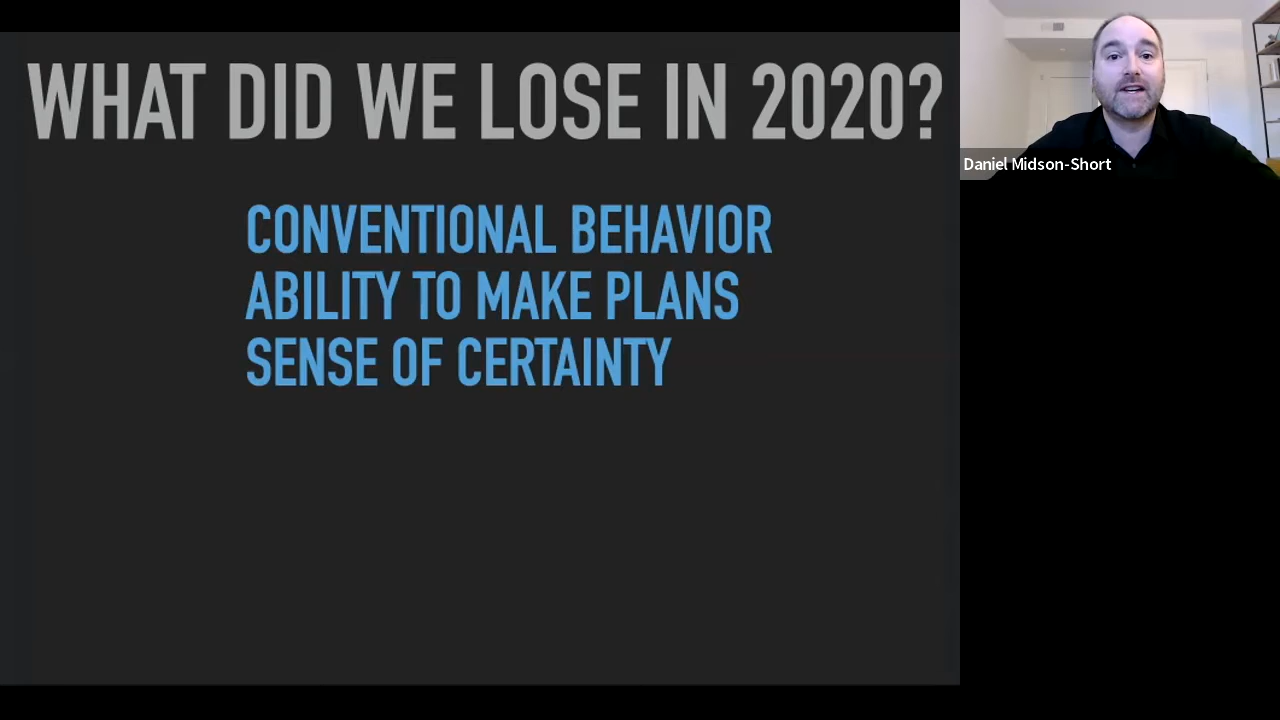 WHAT DID WE LOSE IN 2020?
CONVENTIONAL BEHAVIOR
ABILITY TO MAKE PLANS
SENSE OF CERTAINTY
Daniel Midson-Short